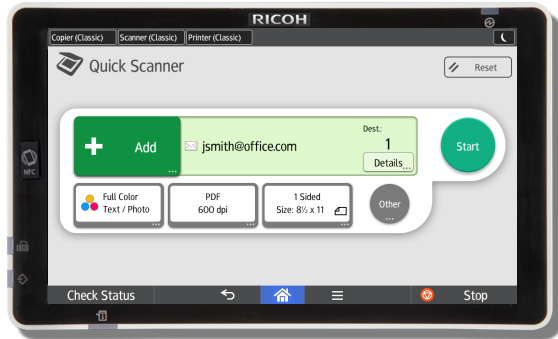 RICOH
Copier (Classic)
Scanner (Classic)
Printer (Classic)
Quick Scanner
Reset
Add
jsmith@office.com
Dest.:
1
Details
Start
NFC
Full Color
Text / Photo
PDF
600 dpi
1 Sided
Size: 8½ x 11
Other
Check Status
Stop